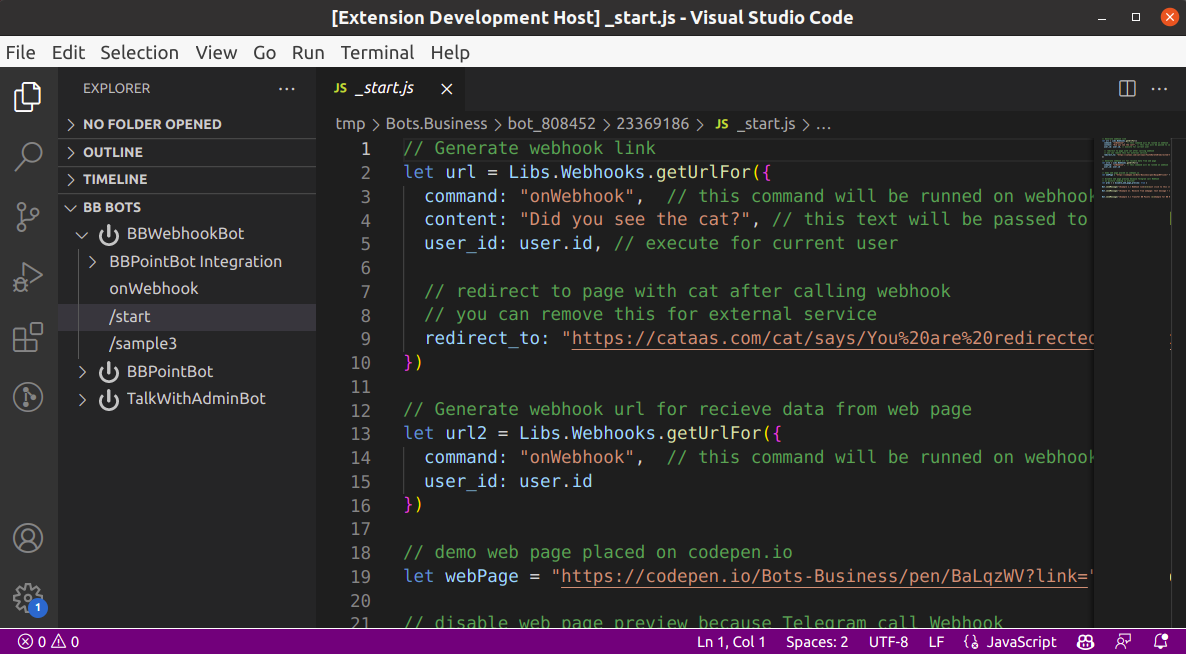 [Extension Development Host] _start.js - Visual Studio Code
File Edit Selection View Go Run Terminal Help
EXPLORER
NO FOLDER OPENED
OUTLINE
TIMELINE
BB BOTS
BBWebhookBot
BBPointBot Integration
onWebhook
/start
/sample3
BBPointBot
TalkWithAdminBot
1
JS _start.js
tmp > Bots.Business > bot_808452 > 23369186 > JS _start.js > ...
1 // Generate webhook link
2 let url = Libs.Webhooks.getUrlFor({
3 command: "onWebhook", // this command will be runned on webhook
4 content: "Did you see the cat?", // this text will be passed to
5 user_id: user.id, // execute for current user
6
7 // redirect to page with cat after calling webhook
8 // you can remove this for external service
9 redirect_to: "https://cataas.com/cat/says/You%20are%20redirected
10 })
11
12 // Generate webhook url for recieve data from web page
13 let url2 = Libs.Webhooks.getUrlFor({
14 command: "onWebhook", // this command will be runned on webhook
15 user_id: user.id
16 })
17
18 // demo web page placed on codepen.io
19 let webPage = "https://codepen.io/Bots-Business/pen/BaLqzWV?link="
20
21 // disable web page preview because Telegram call Webhook
0 0 Ln 1, Col 1 Spaces: 2 UTF-8 LF JavaScript